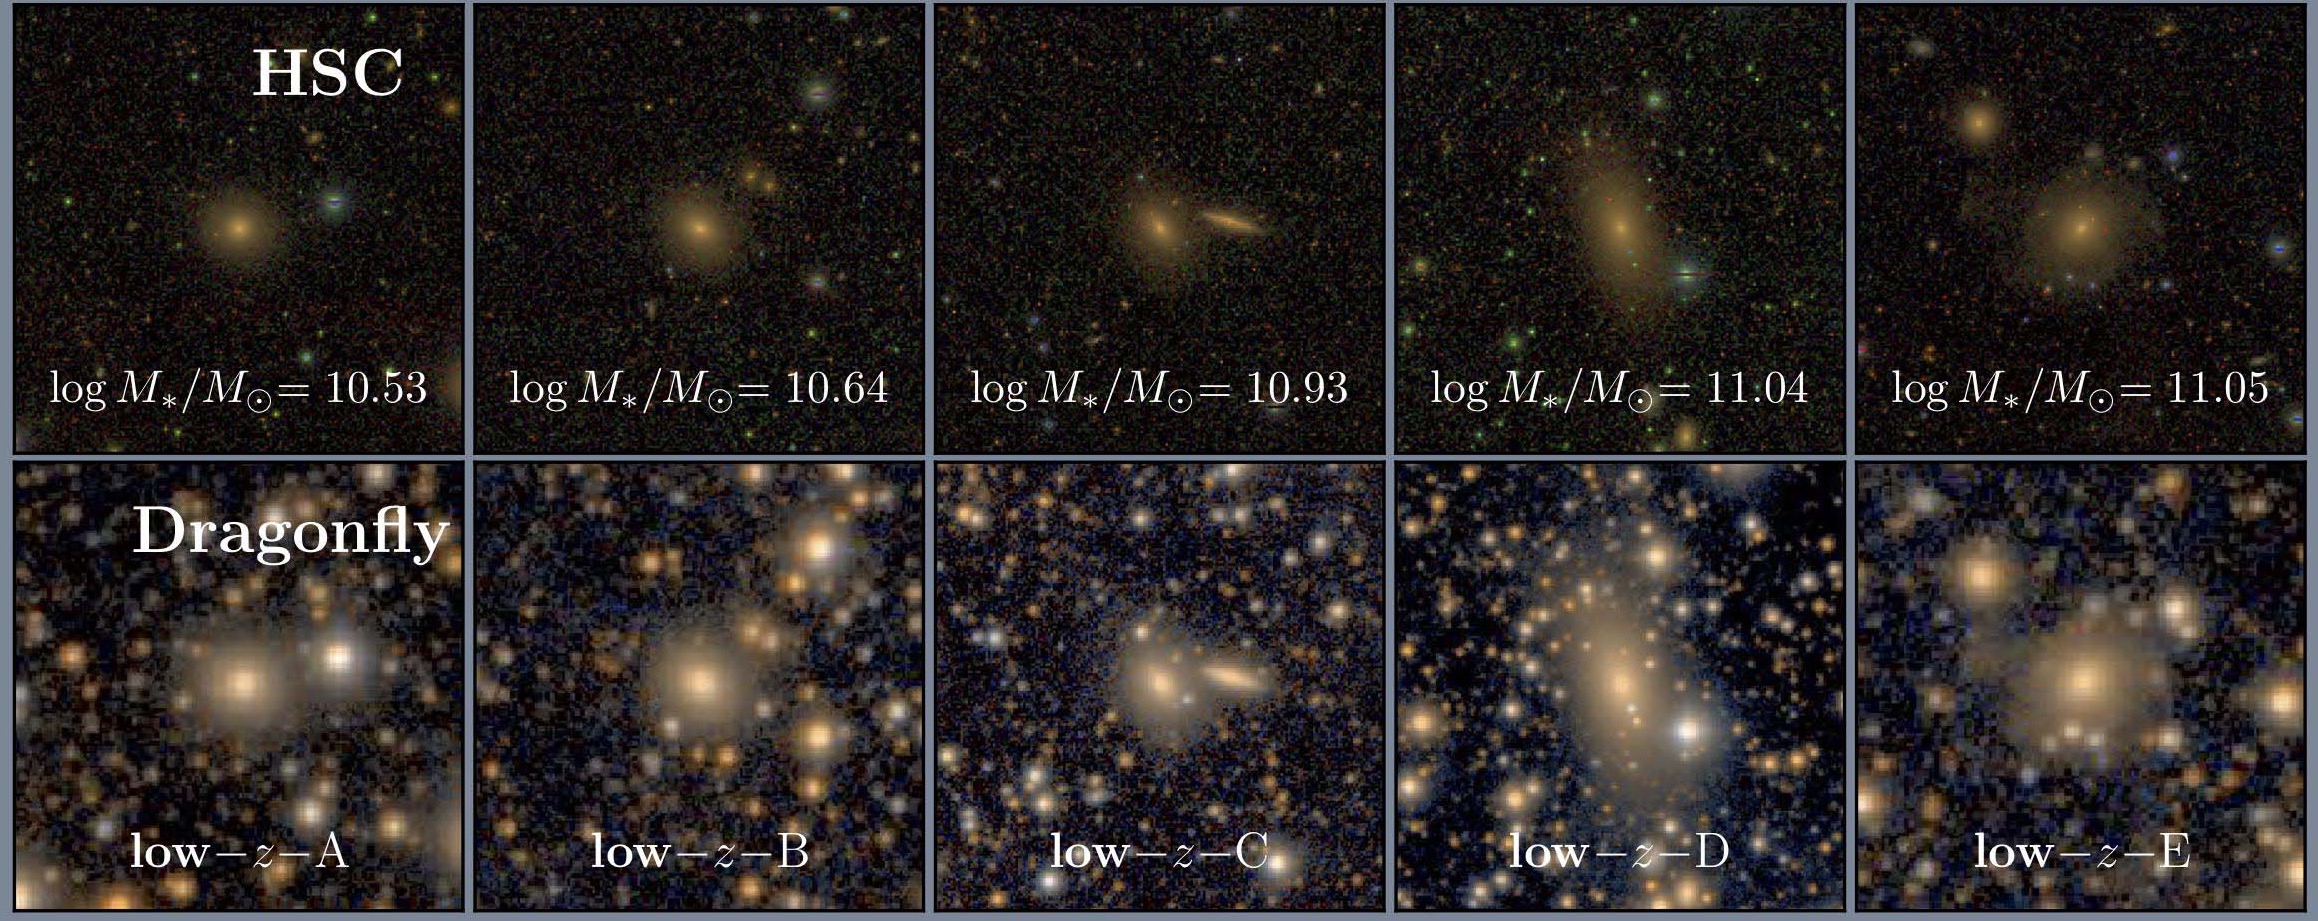 HSC
log M∗/M⊙= 10.53
log M∗/M⊙= 10.64
log M∗/M⊙= 10.93
log M∗/M⊙= 11.04
log M∗/M⊙= 11.05
Dragonfly
low−z−A
low−z−B
low−z−C
low−z−D
low−z−E